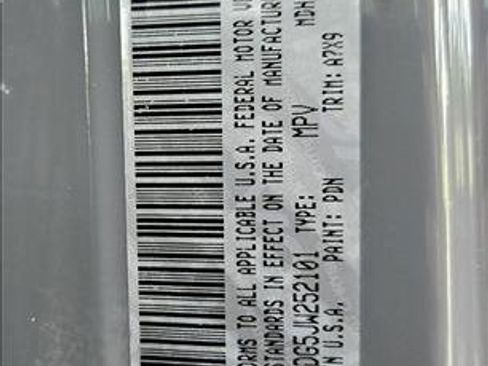 ORMS TO ALL APPLICABLE U.S.A. FEDERAL MOTOR
STANDARDS IN EFFECT ON THE DATE OF MANUFACTUR
DG5JW252101 TYPE: MPV MDH
N U.S.A. PAINT: PDN TRIM: A7X9